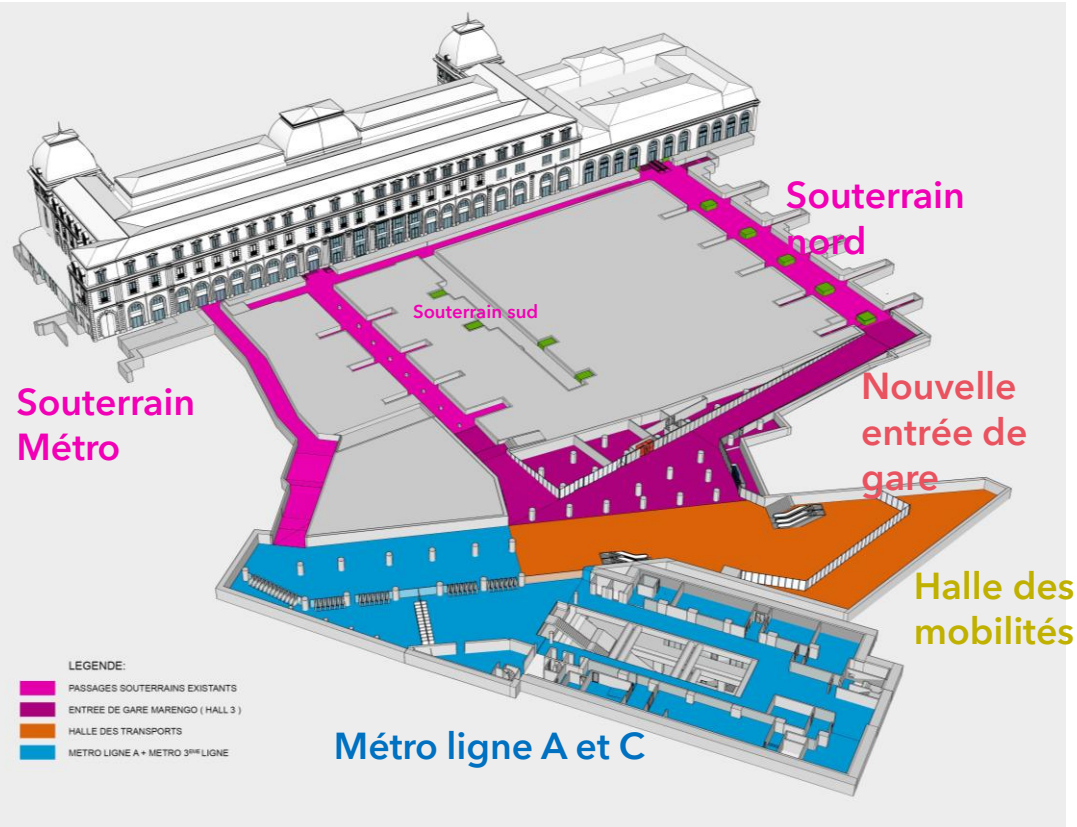 Souterrain
nord
Souterrain sud
Nouvelle
entrée de
gare
Souterrain
Métro
Halle des
mobilités
LEGENDE:
PASSAGES SOUTERRAINS EXISTANTS
ENTREE DE GARE MARENGO ( HALL 3 )
HALLE DES TRANSPORTS
METRO LIGNE A + METRO 3EME LIGNE
Métro ligne A et C